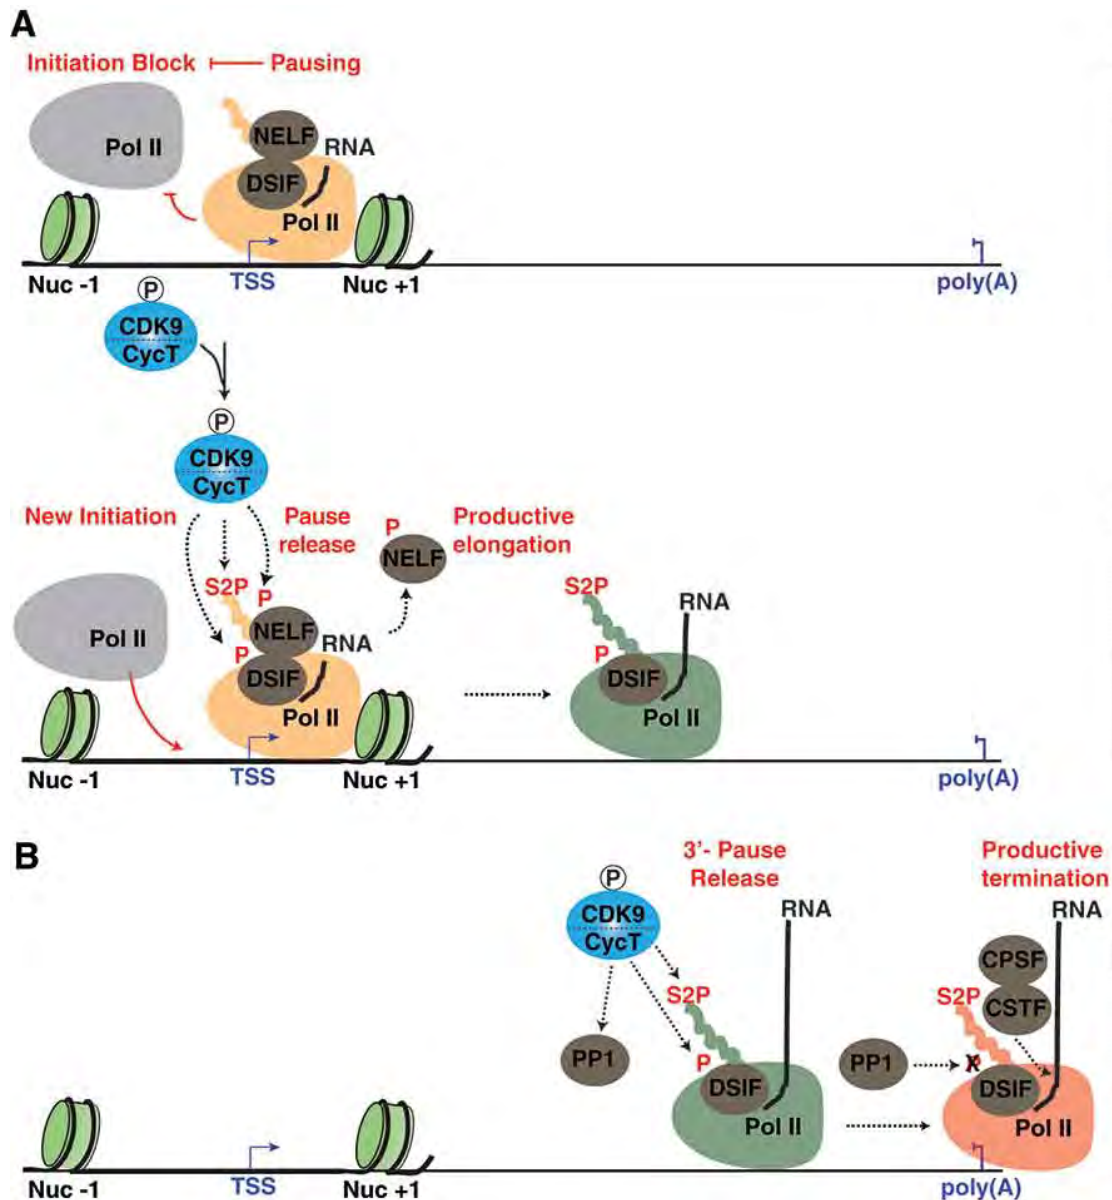 A
Initiation Block
Pausing
Pol II
NELF
RNA
DSIF
Pol II
Nuc -1
TSS
Nuc +1
poly(A)
P
CDK9
CycT
P
CDK9
CycT
New Initiation
Pause
release
P
NELF
Productive
elongation
S2P
P
Pol II
NELF
RNA
P
DSIF
Pol II
S2P
RNA
P
DSIF
Pol II
Nuc -1
TSS
Nuc +1
poly(A)
B
3'- Pause
Release
Productive
termination
P
CDK9
CycT
RNA
RNA
CPSF
S2P
S2P
CSTF
PP1
P
DSIF
Pol II
PP1
P
DSIF
Pol II
Nuc -1
TSS
Nuc +1
poly(A)